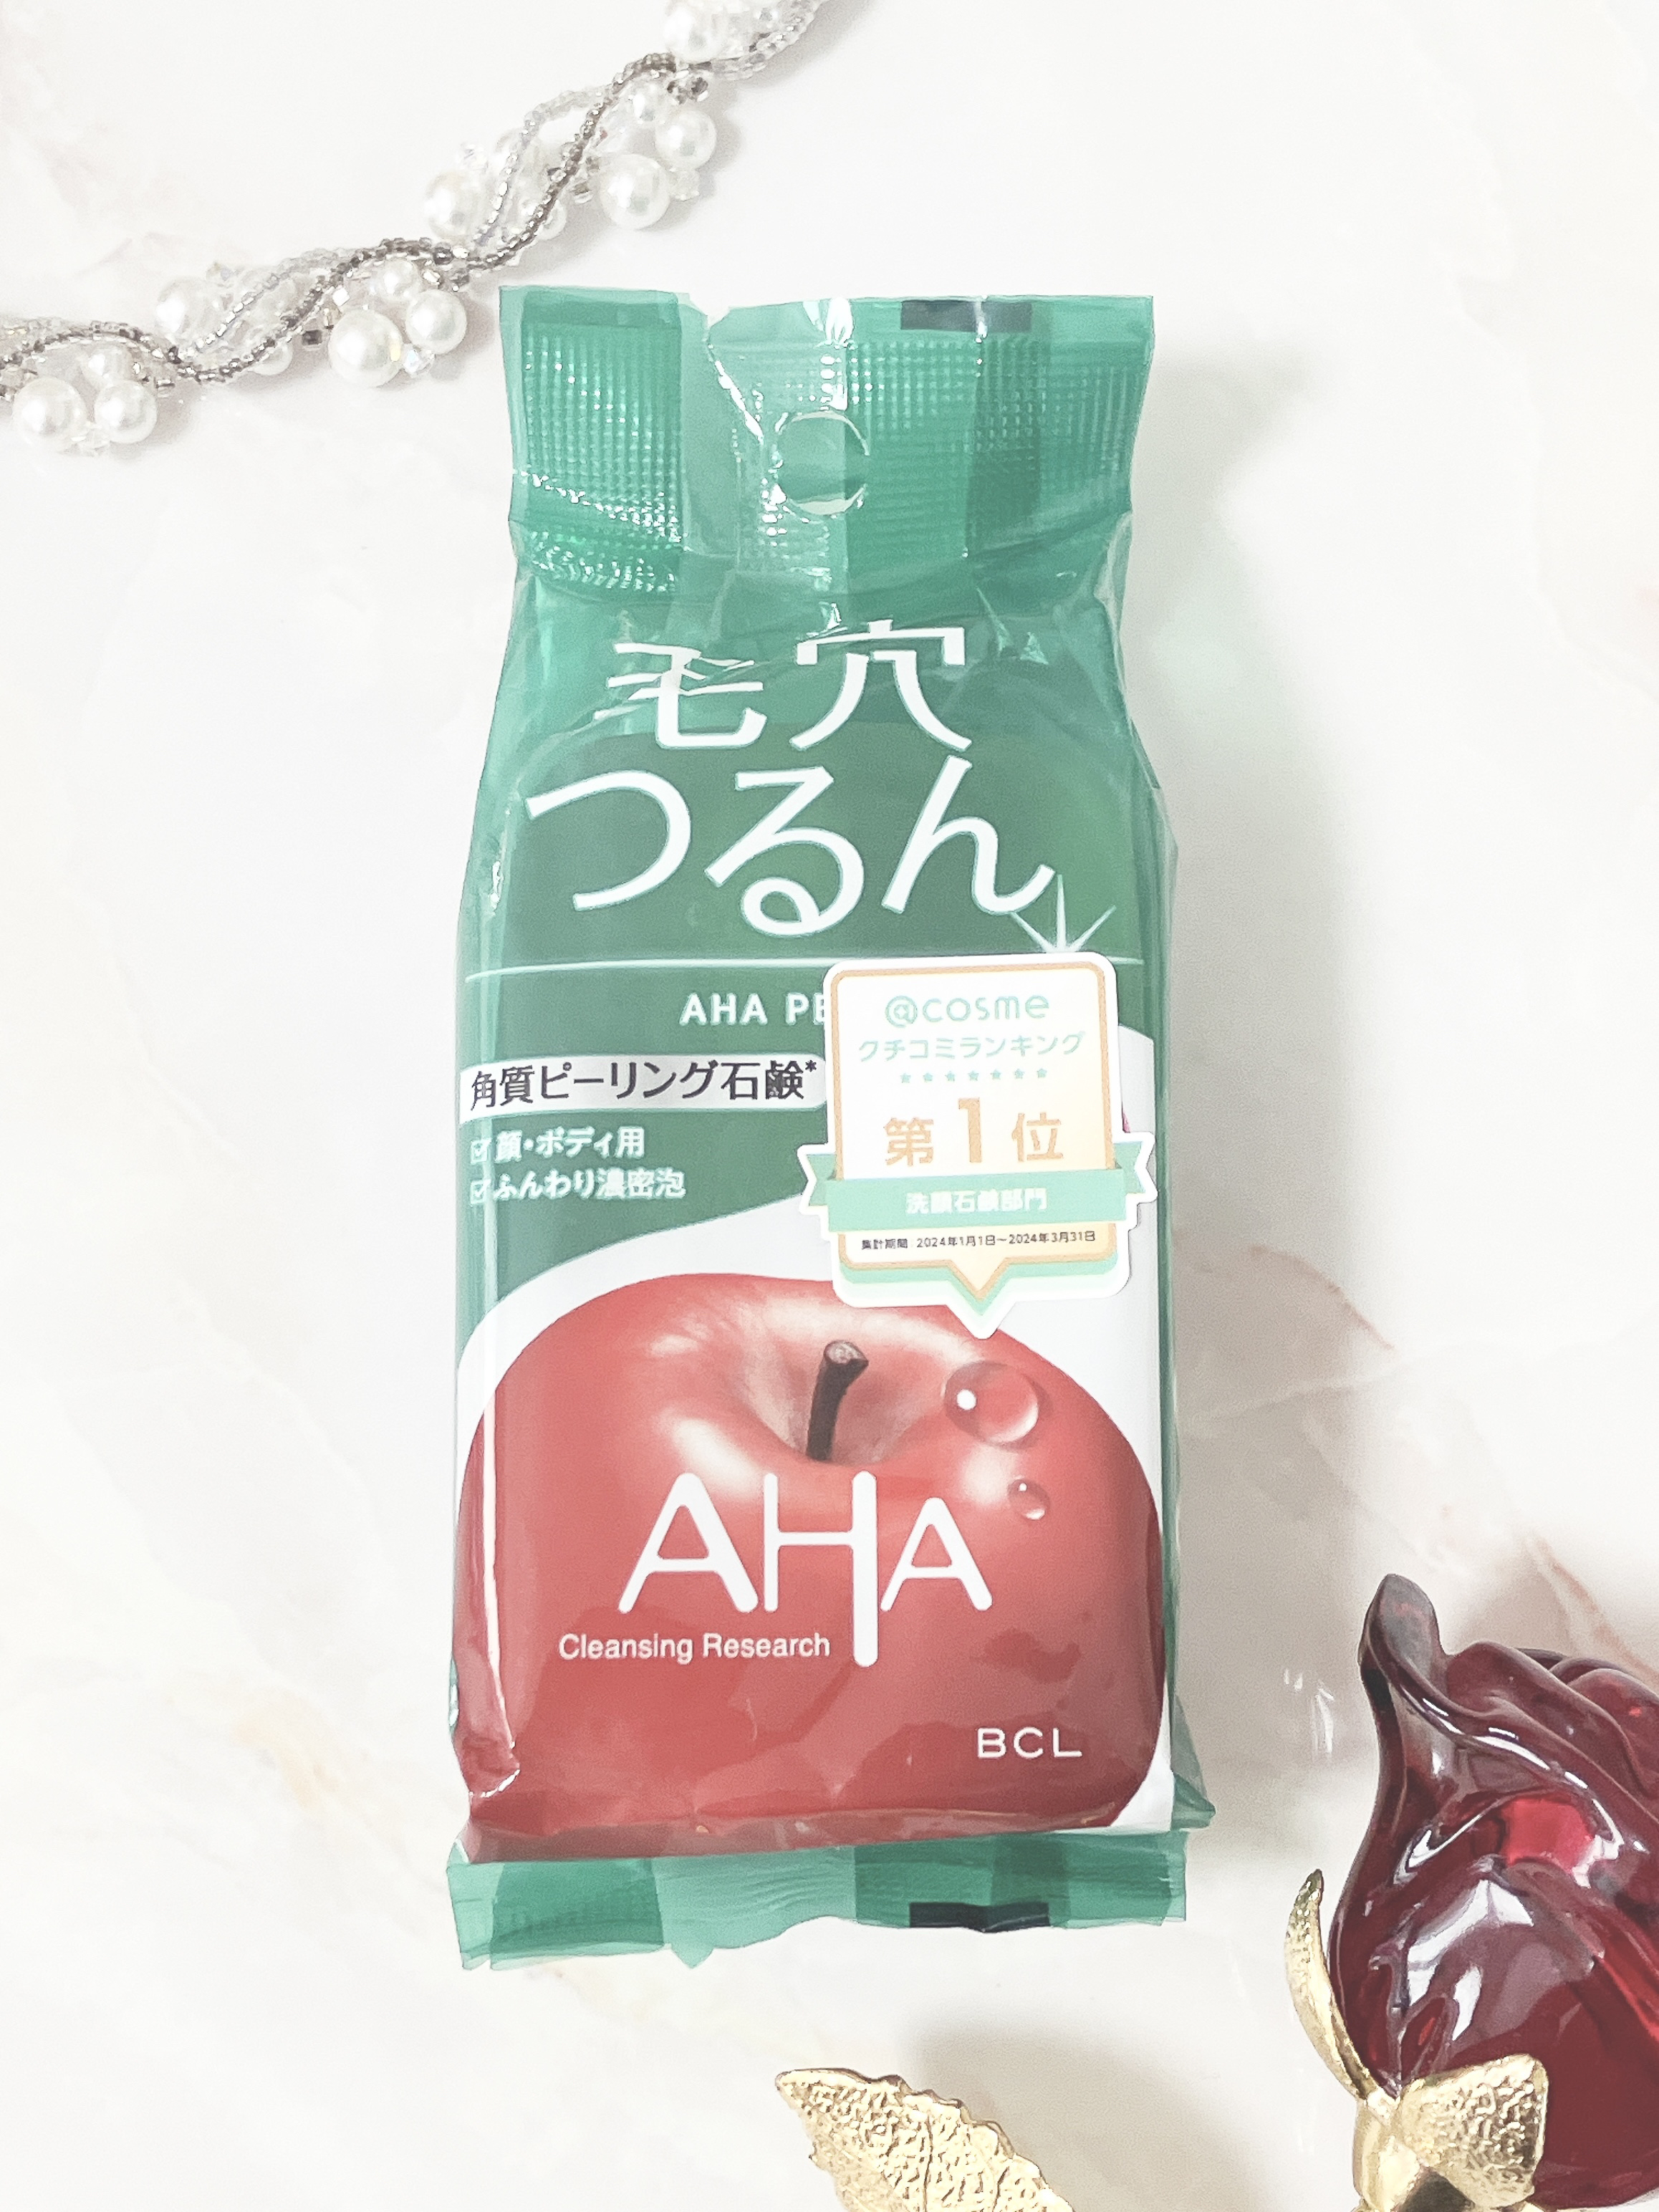 毛穴
つるん
AHA PE
角質ピーリング石鹸*
顔・ボディ用
ふんわり濃密泡
@cosme
クチコミランキング
第1位
洗顔石鹸部門
集計期間 2024年1月1日~2024年3月31日
AHA
Cleansing Research
BCL